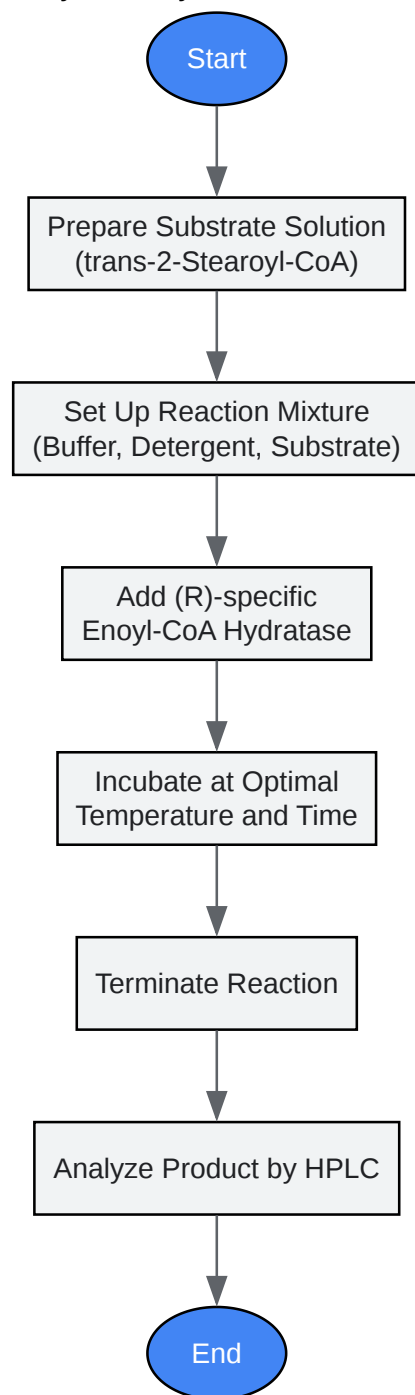 Start
Prepare Substrate Solution
(trans-2-Stearoyl-CoA)
Set Up Reaction Mixture
(Buffer, Detergent, Substrate)
Add (R)-specific
Enoyl-CoA Hydratase
Incubate at Optimal
Temperature and Time
Terminate Reaction
Analyze Product by HPLC
End